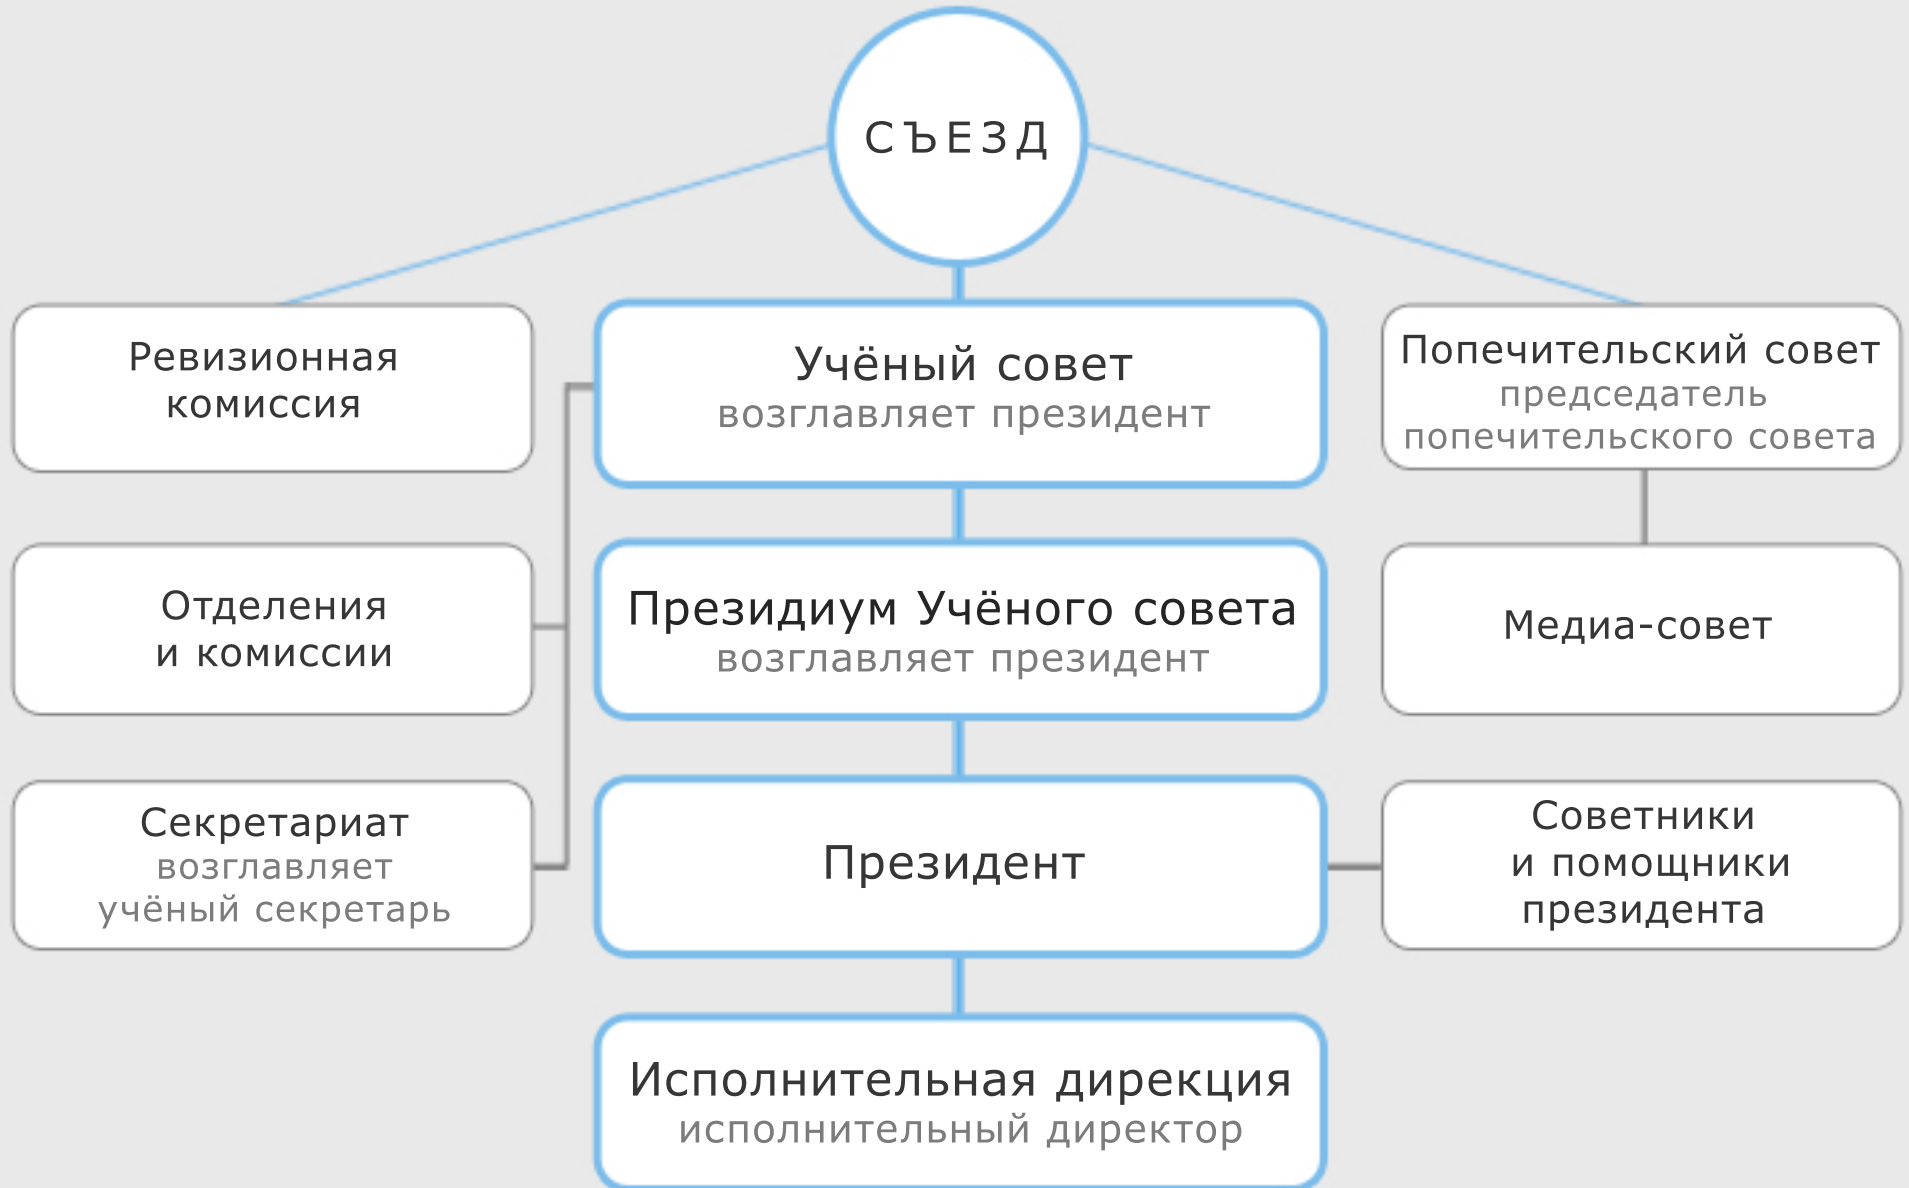 СЪЕЗД
Ревизионная
комиссия
Учёный совет
возглавляет президент
Попечительский совет
председатель
попечительского совета
Отделения
и комиссии
Президиум Учёного совета
возглавляет президент
Медиа-совет
Секретариат
возглавляет
учёный секретарь
Президент
Советники
и помощники
президента
Исполнительная дирекция
исполнительный директор